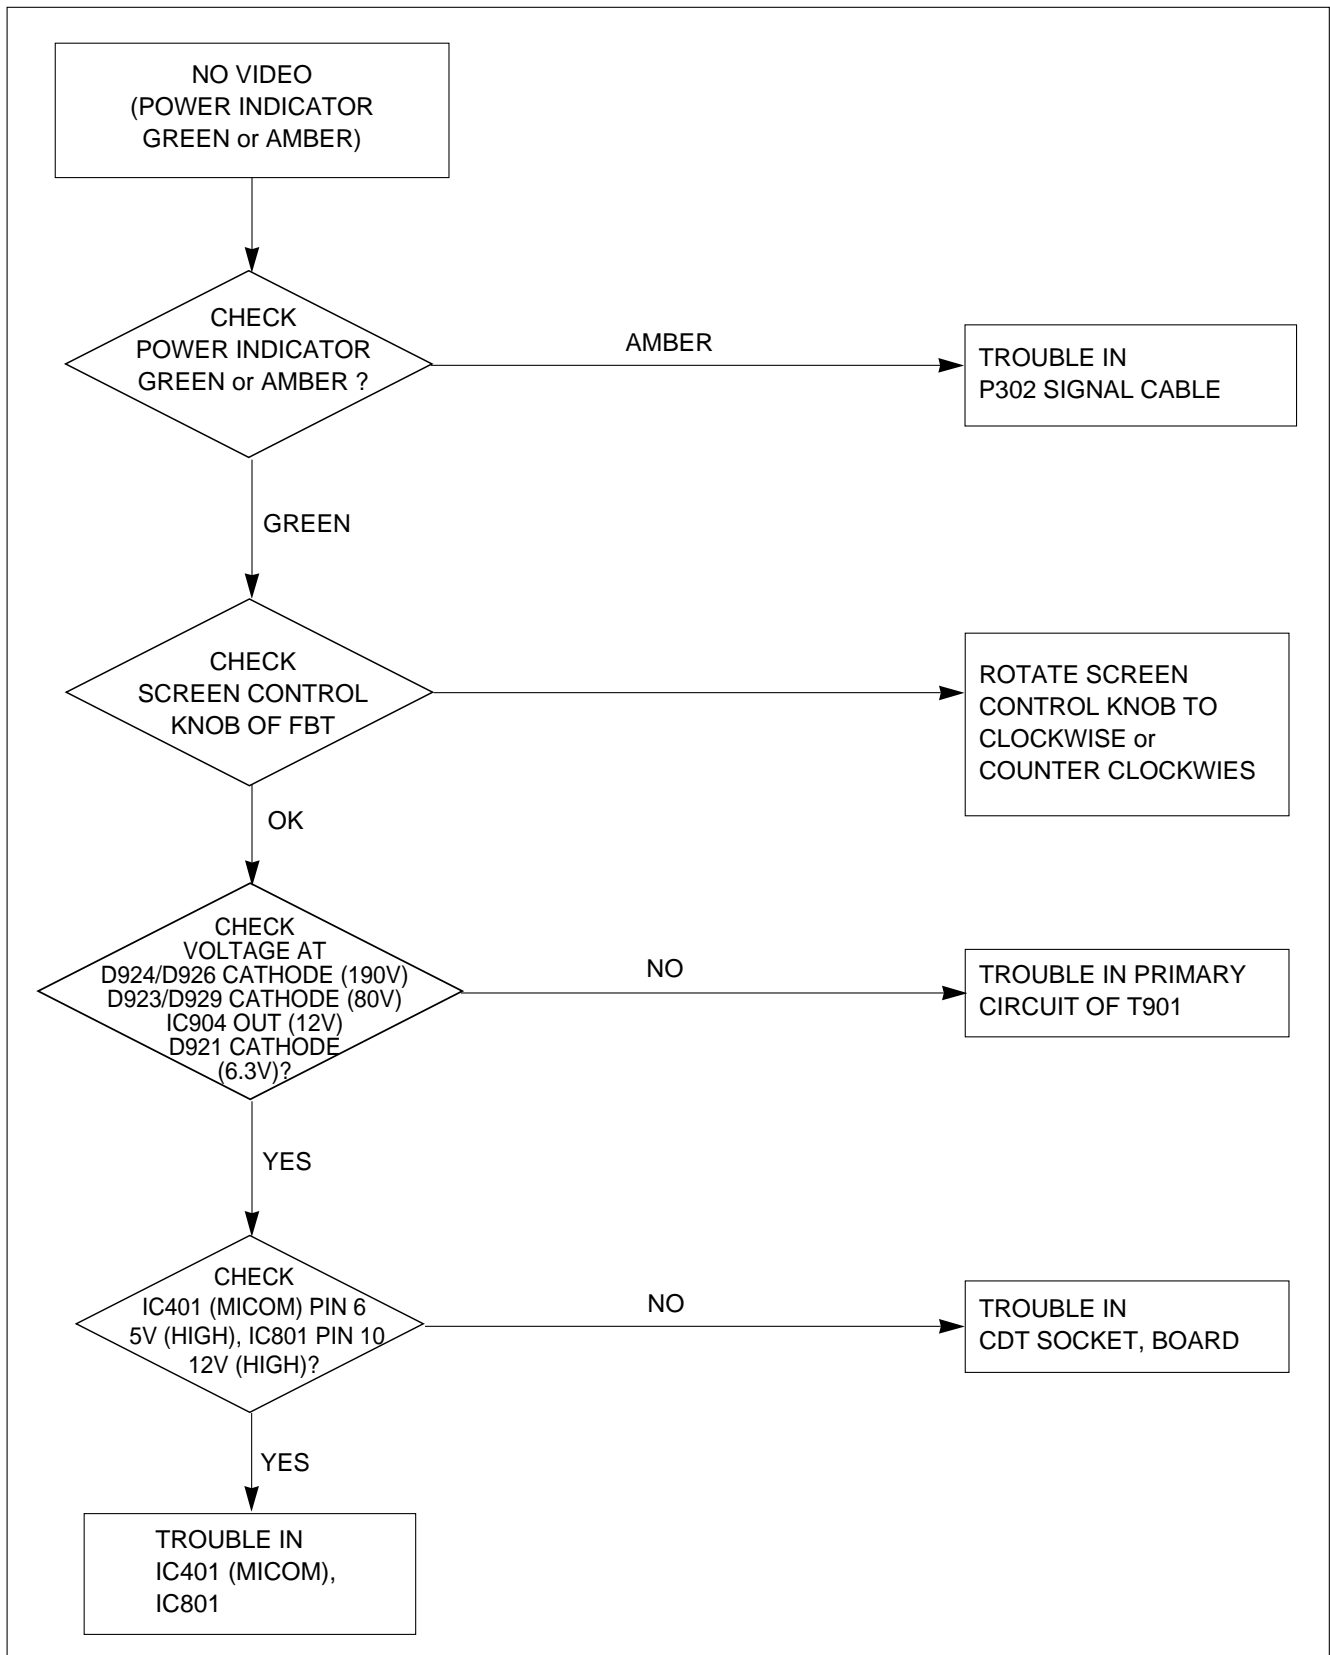 NO VIDEO
(POWER INDICATOR
GREEN or AMBER)
CHECK
POWER INDICATOR
GREEN or AMBER ?
AMBER
TROUBLE IN
P302 SIGNAL CABLE
GREEN
CHECK
SCREEN CONTROL
KNOB OF FBT
ROTATE SCREEN
CONTROL KNOB TO
CLOCKWISE or
COUNTER CLOCKWIES
OK
CHECK
VOLTAGE AT
D924/D926 CATHODE (190V)
D923/D929 CATHODE (80V)
IC904 OUT (12V)
D921 CATHODE
(6.3V)?
NO
TROUBLE IN PRIMARY
CIRCUIT OF T901
YES
CHECK
IC401 (MICOM) PIN 6
5V (HIGH), IC801 PIN 10
12V (HIGH)?
NO
TROUBLE IN
CDT SOCKET, BOARD
YES
TROUBLE IN
IC401 (MICOM),
IC801